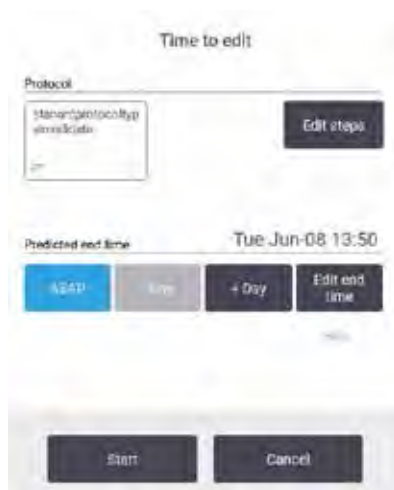 Time to edit
Protocol
Edit steps
Predicted end time
Tue Jun-08 13:50
ASAP
+ Day
Edit end
time
Start
Cancel